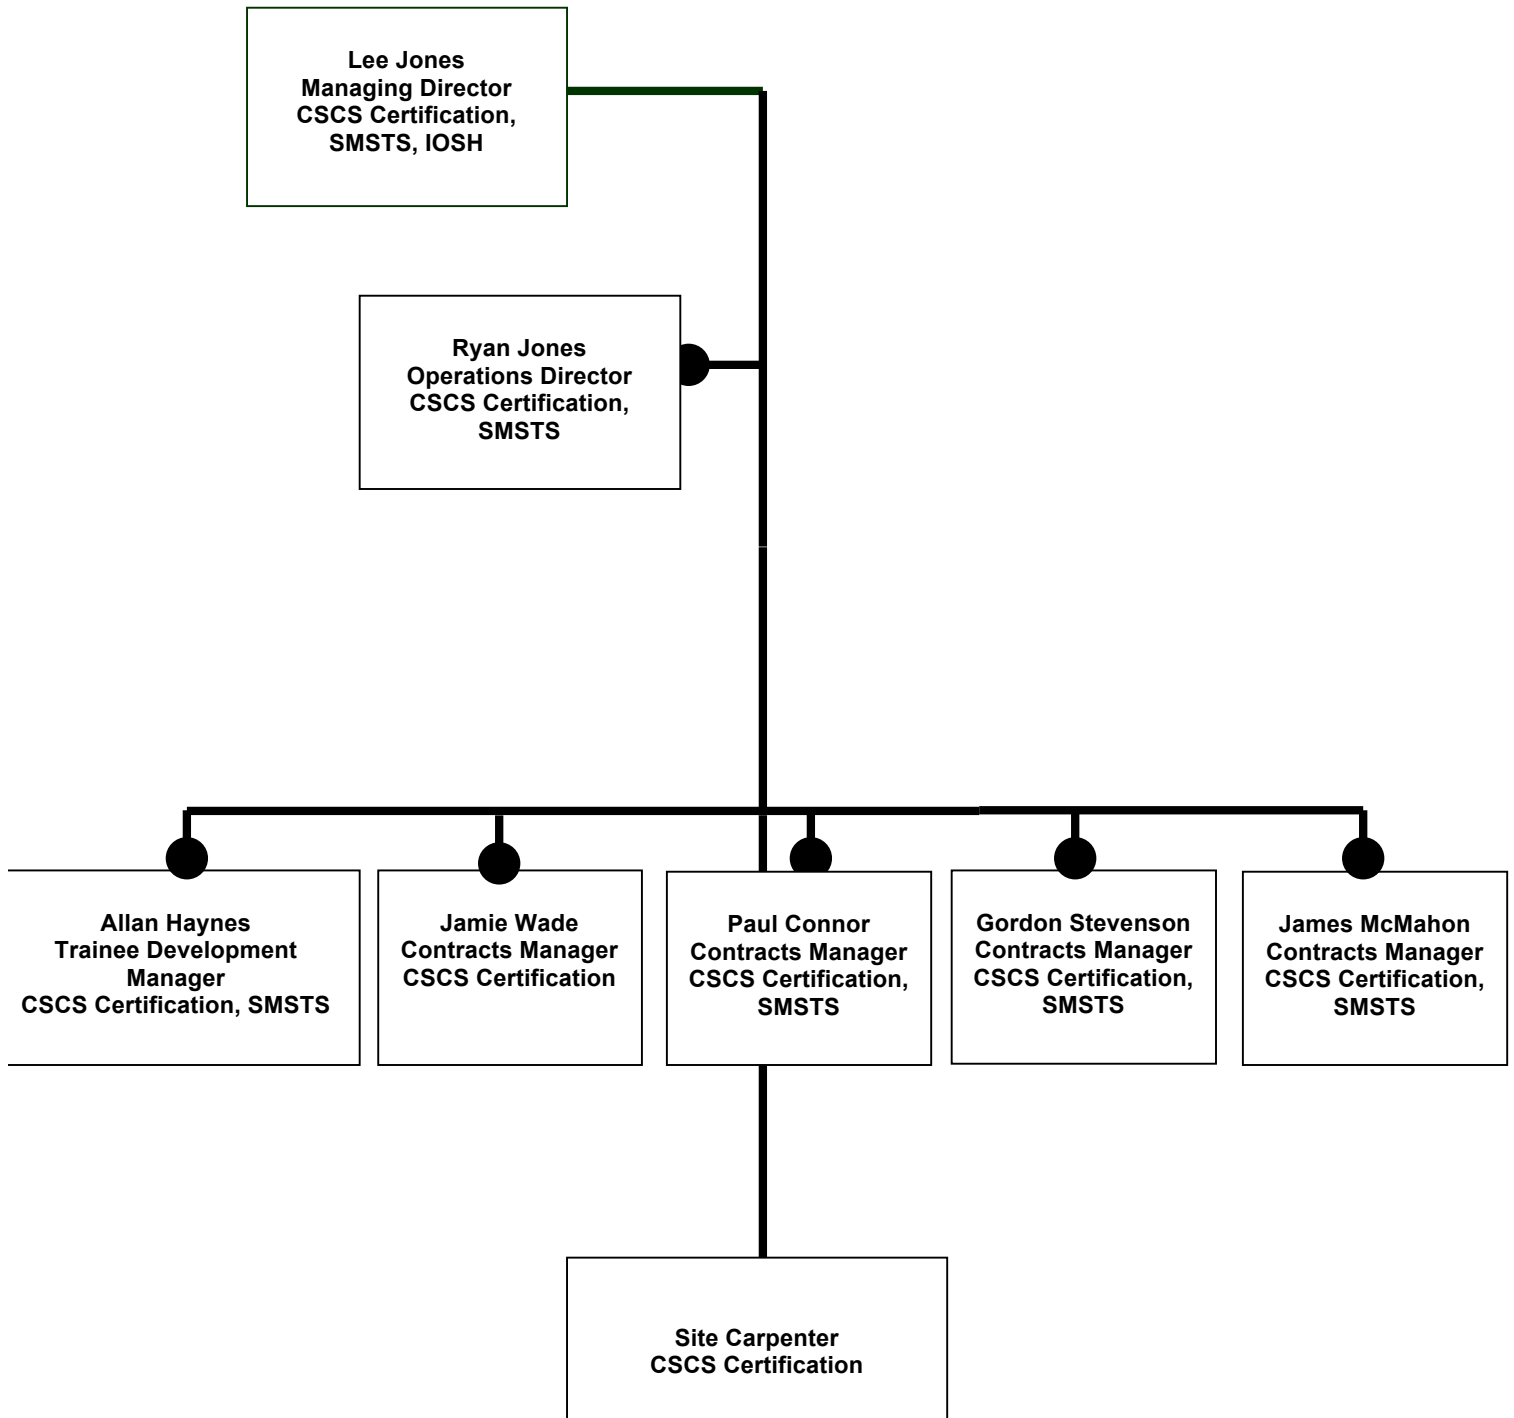 Lee Jones
Managing Director
CSCS Certification,
SMSTS, IOSH
Ryan Jones
Operations Director
CSCS Certification,
SMSTS
Allan Haynes
Trainee Development
Manager
CSCS Certification, SMSTS
Jamie Wade
Contracts Manager
CSCS Certification
Paul Connor
Contracts Manager
CSCS Certification,
SMSTS
Gordon Stevenson
Contracts Manager
CSCS Certification,
SMSTS
James McMahon
Contracts Manager
CSCS Certification,
SMSTS
Site Carpenter
CSCS Certification